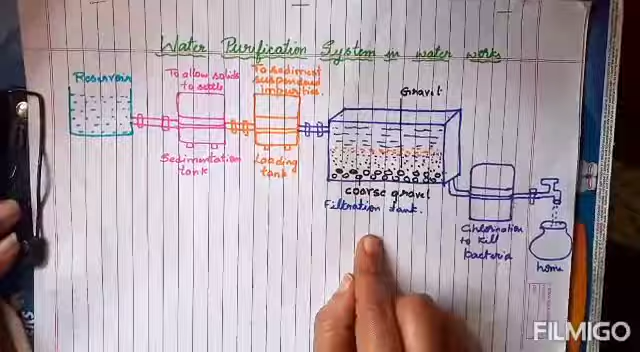 Water Purification System in water works
Reservoir
To allow solids
to settle
To sediment
suspended
impurities.
Gravel
Sedimentation
tank
Loading
tank
coarse gravel
Filtration tank.
Chlorination
to kill
bacteria
home
FILMIGO